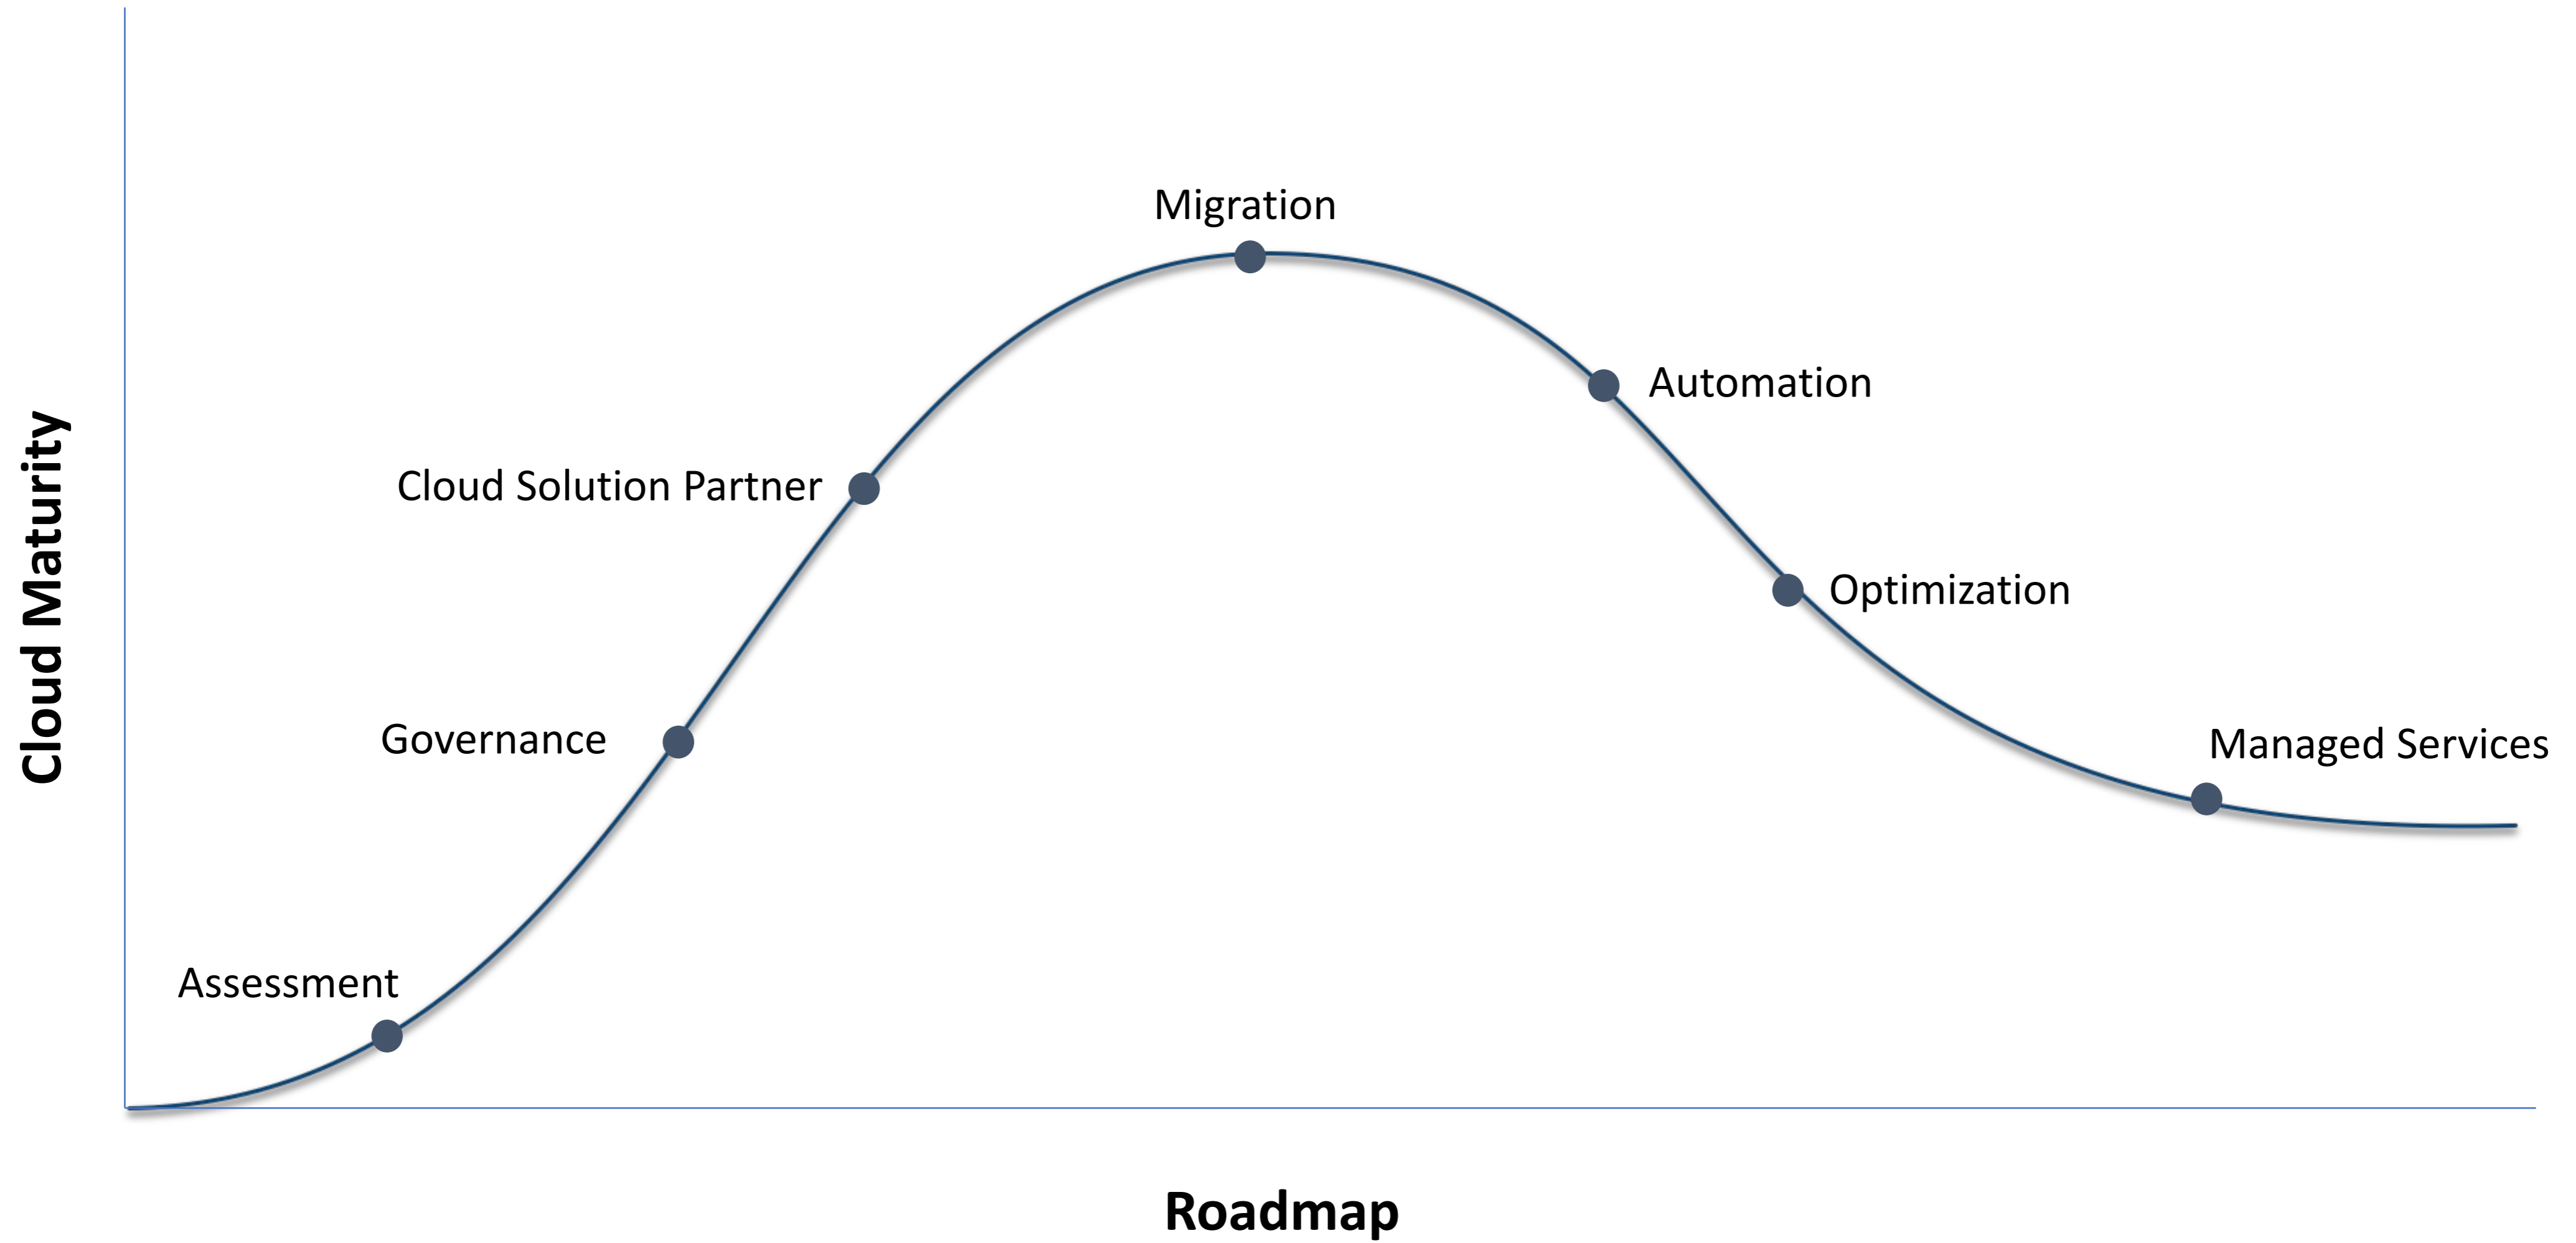 Migration
Automation
Cloud Solution Partner
Optimization
Governance
Managed Services
Assessment
Cloud Maturity
Roadmap